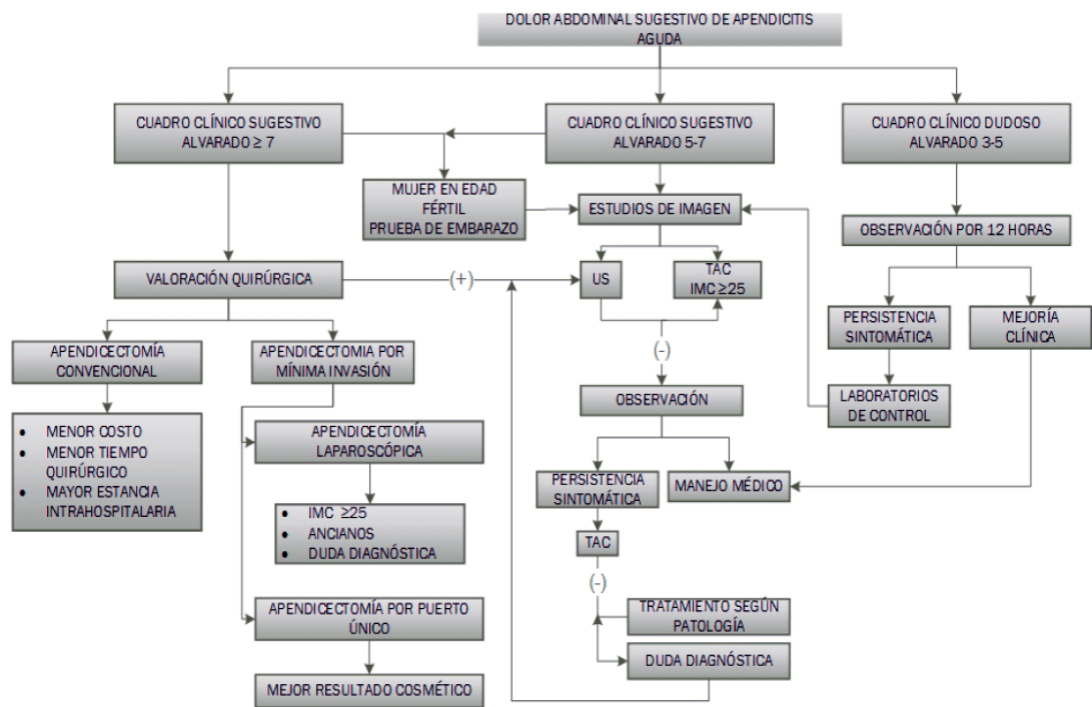 DOLOR ABDOMINAL SUGESTIVO DE APENDICITIS
AGUDA
CUADRO CLÍNICO SUGESTIVO
ALVARADO ≥ 7
CUADRO CLÍNICO SUGESTIVO
ALVARADO 5-7
CUADRO CLÍNICO DUDOSO
ALVARADO 3-5
MUJER EN EDAD
FÉRTIL
PRUEBA DE EMBARAZO
ESTUDIOS DE IMAGEN
OBSERVACIÓN POR 12 HORAS
VALORACIÓN QUIRÚRGICA
(+)
US
TAC
IMC ≥25
PERSISTENCIA
SINTOMÁTICA
MEJORÍA
CLÍNICA
APENDICECTOMÍA
CONVENCIONAL
APENDICECTOMIA POR
MÍNIMA INVASIÓN
(-)
OBSERVACIÓN
LABORATORIOS
DE CONTROL
• MENOR COSTO
• MENOR TIEMPO
QUIRÚRGICO
• MAYOR ESTANCIA
INTRAHOSPITALARIA
APENDICECTOMÍA
LAPAROSCÓPICA
PERSISTENCIA
SINTOMÁTICA
MANEJO MÉDICO
• IMC ≥25
• ANCIANOS
• DUDA DIAGNÓSTICA
TAC
(-)
APENDICECTOMÍA POR PUERTO
ÚNICO
TRATAMIENTO SEGÚN
PATOLOGÍA
DUDA DIAGNÓSTICA
MEJOR RESULTADO COSMÉTICO